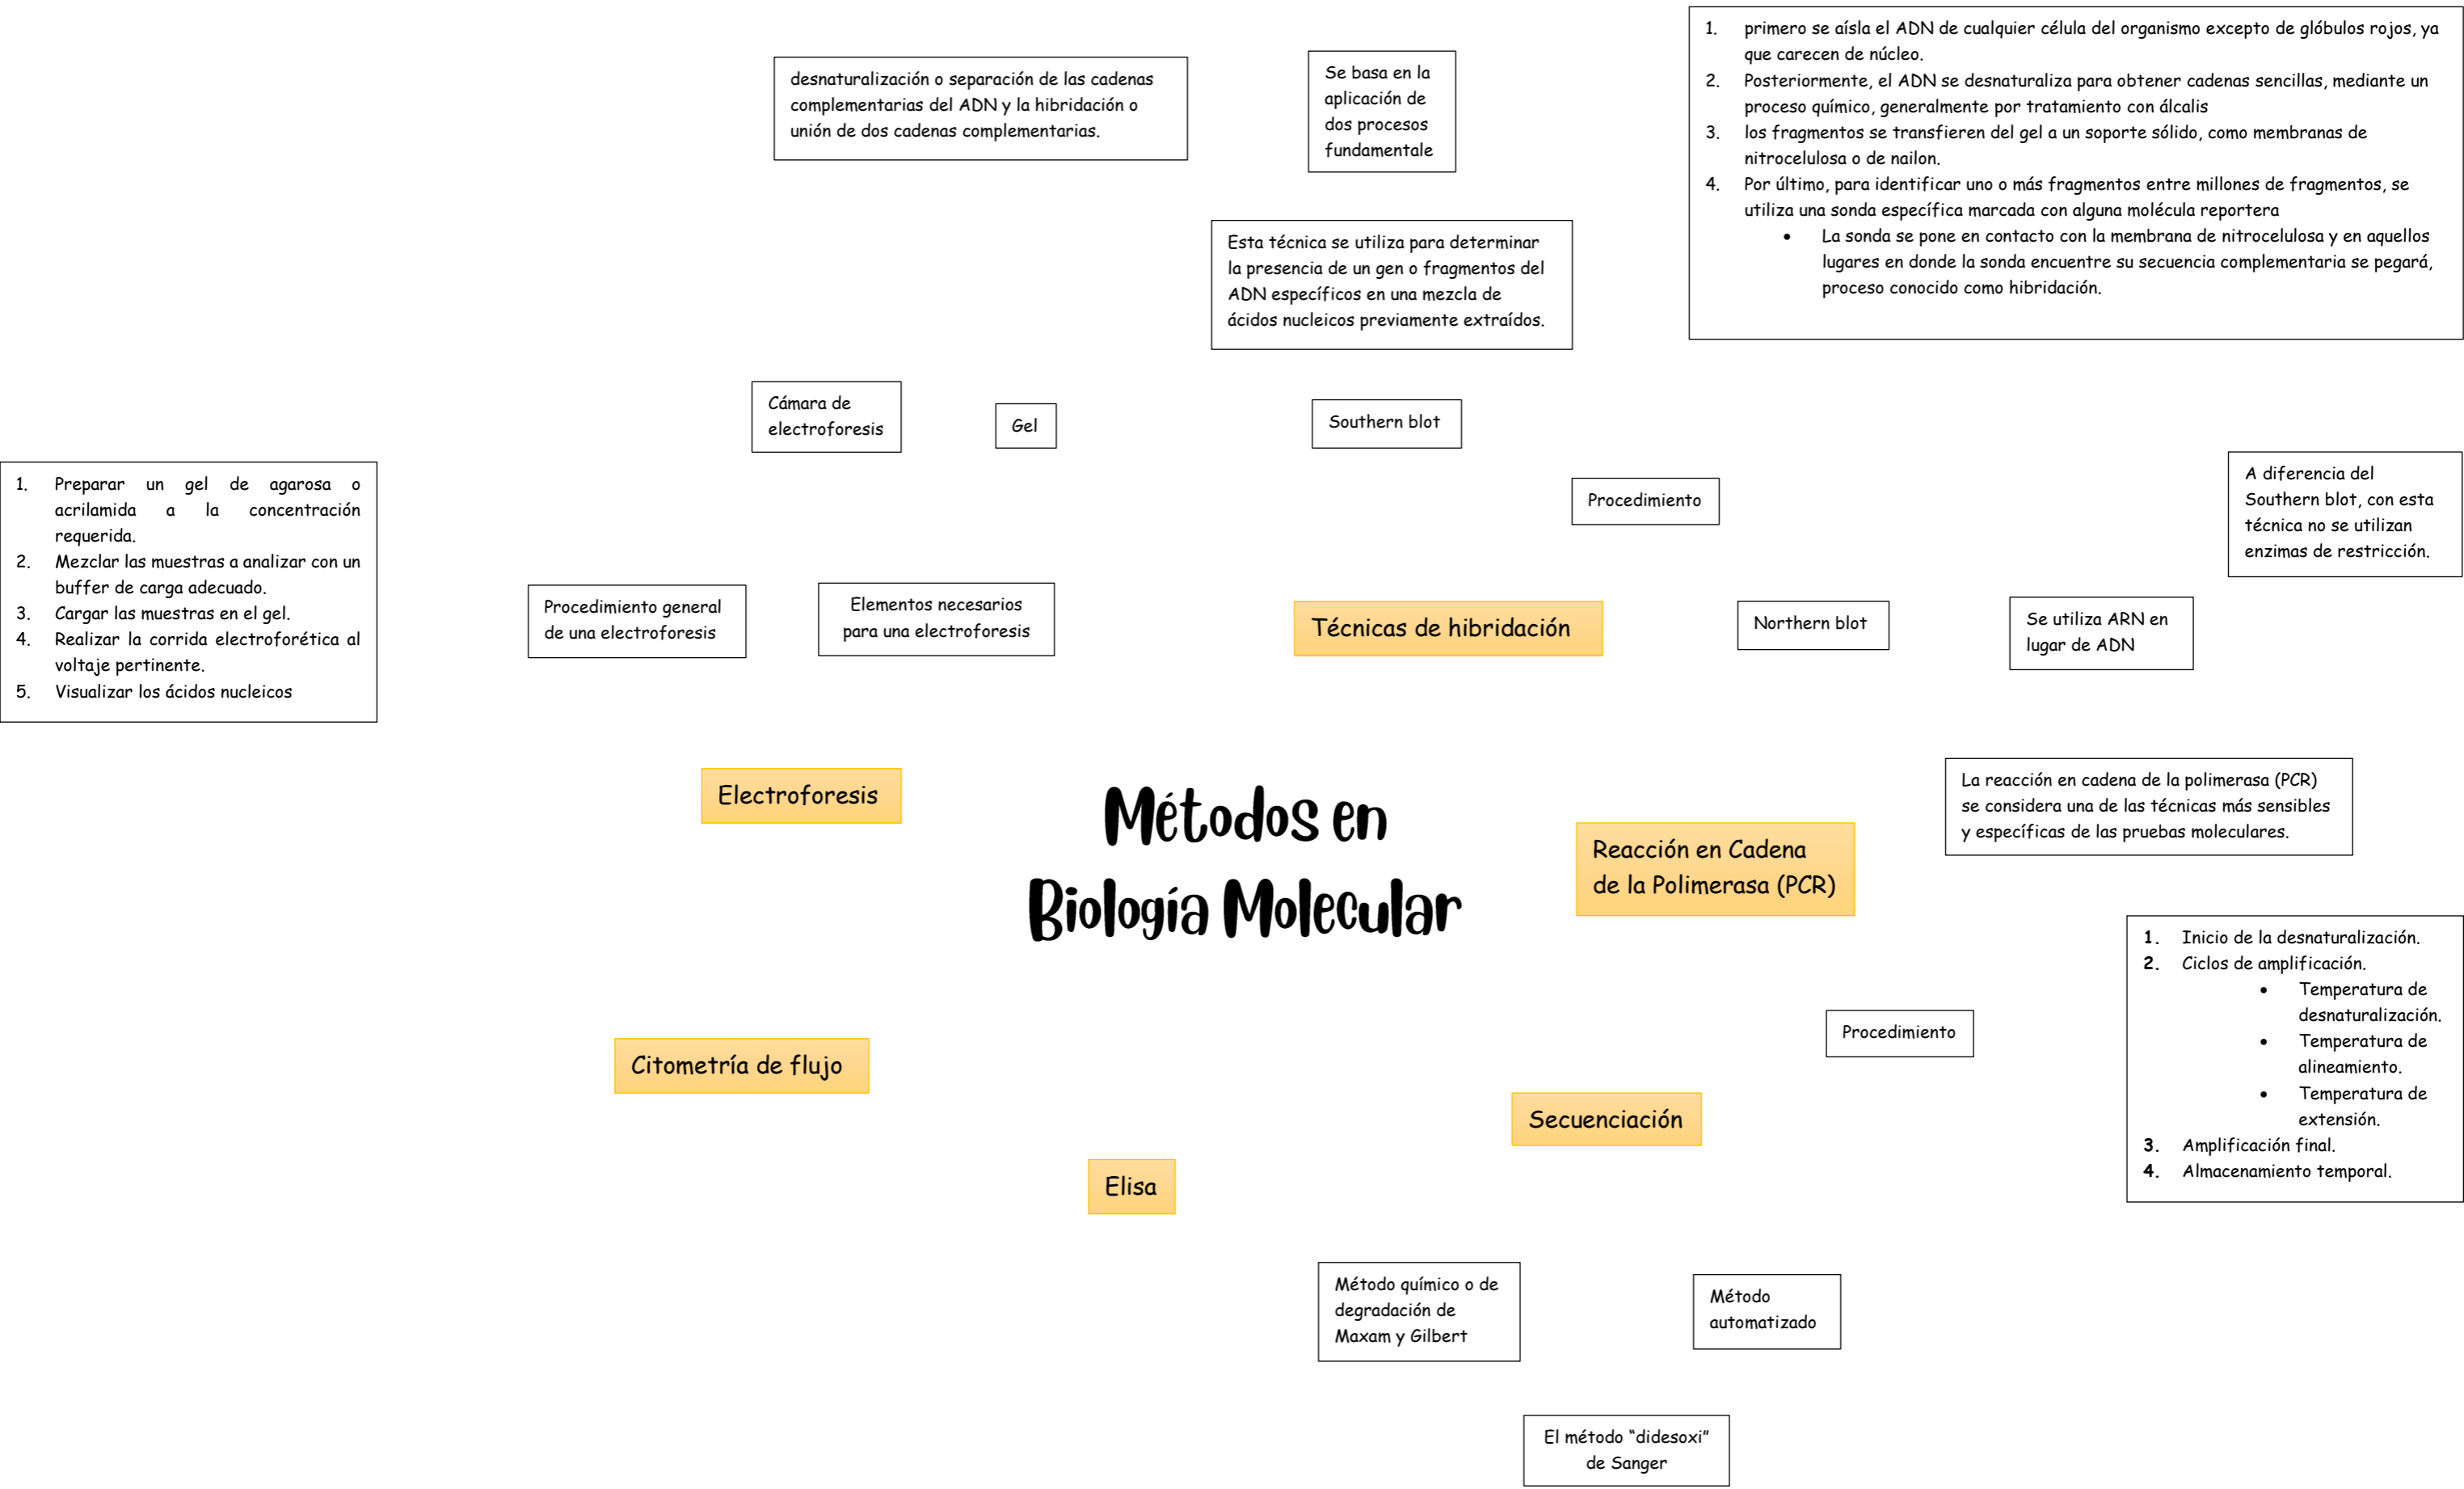 desnaturalización o separación de las cadenas
complementarias del ADN y la hibridación o
unión de dos cadenas complementarias.
Se basa en la
aplicación de
dos procesos
fundamentale
1. primero se aísla el ADN de cualquier célula del organismo excepto de glóbulos rojos, ya
que carecen de núcleo.
2. Posteriormente, el ADN se desnaturaliza para obtener cadenas sencillas, mediante un
proceso químico, generalmente por tratamiento con álcalis
3. los fragmentos se transfieren del gel a un soporte sólido, como membranas de
nitrocelulosa o de nailon.
4. Por último, para identificar uno o más fragmentos entre millones de fragmentos, se
utiliza una sonda específica marcada con alguna molécula reportera
• La sonda se pone en contacto con la membrana de nitrocelulosa y en aquellos
lugares en donde la sonda encuentre su secuencia complementaria se pegará,
proceso conocido como hibridación.
Esta técnica se utiliza para determinar
la presencia de un gen o fragmentos del
ADN específicos en una mezcla de
ácidos nucleicos previamente extraídos.
Cámara de
electroforesis
Gel
Southern blot
Procedimiento
A diferencia del
Southern blot, con esta
técnica no se utilizan
enzimas de restricción.
1. Preparar un gel de agarosa o
acrilamida a la concentración
requerida.
2. Mezclar las muestras a analizar con un
buffer de carga adecuado.
3. Cargar las muestras en el gel.
4. Realizar la corrida electroforética al
voltaje pertinente.
5. Visualizar los ácidos nucleicos
Procedimiento general
de una electroforesis
Elementos necesarios
para una electroforesis
Técnicas de hibridación
Northern blot
Se utiliza ARN en
lugar de ADN
Electroforesis
Métodos en
Biología Molecular
Reacción en Cadena
de la Polimerasa (PCR)
La reacción en cadena de la polimerasa (PCR)
se considera una de las técnicas más sensibles
y específicas de las pruebas moleculares.
1. Inicio de la desnaturalización.
2. Ciclos de amplificación.
• Temperatura de
desnaturalización.
• Temperatura de
alineamiento.
• Temperatura de
extensión.
3. Amplificación final.
4. Almacenamiento temporal.
Procedimiento
Citometría de flujo
Secuenciación
Elisa
Método químico o de
degradación de
Maxam y Gilbert
Método
automatizado
El método “didesoxi”
de Sanger